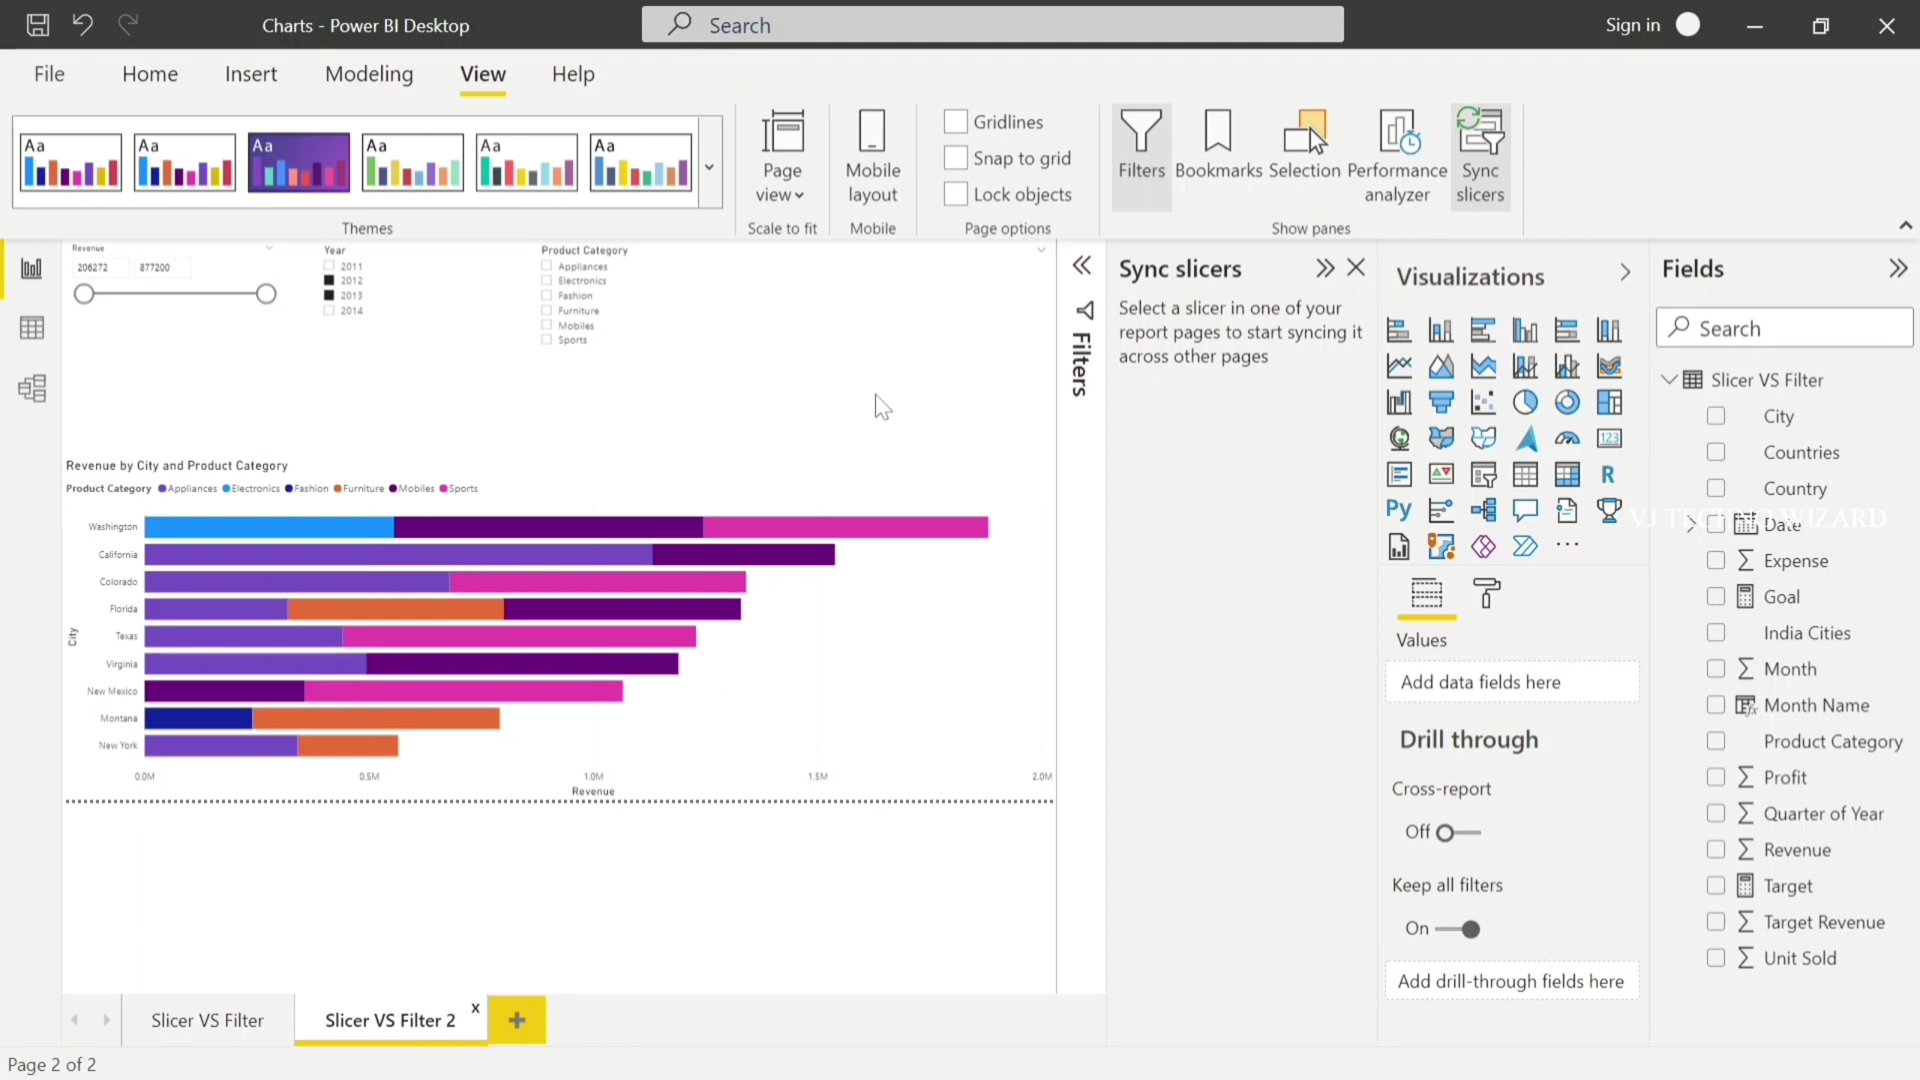 Charts - Power BI Desktop
Search
Sign in
File
Home
Insert
Modeling
View
Help
Aa
Aa
Aa
Aa
Aa
Aa
Themes
Page view
Scale to fit
Mobile layout
Mobile
Gridlines
Snap to grid
Lock objects
Page options
Filters
Bookmarks
Selection
Performance analyzer
Sync slicers
Show panes
Revenue
206272
877200
Year
2011
2012
2013
2014
Product Category
Appliances
Electronics
Fashion
Furniture
Mobiles
Sports
Revenue by City and Product Category
Product Category Appliances Electronics Fashion Furniture Mobiles Sports
City
Washington
California
Colorado
Florida
Texas
Virginia
New Mexico
Montana
New York
0.0M 0.5M 1.0M 1.5M 2.0M
Revenue
Filters
Sync slicers
Select a slicer in one of your
report pages to start syncing it
across other pages
Visualizations
123
R
Py
Values
Add data fields here
Drill through
Cross-report
Off
Keep all filters
On
Add drill-through fields here
Fields
Search
Slicer VS Filter
City
Countries
Country
Date
VJ TECHNO WIZARD
Expense
Goal
India Cities
Month
Month Name
Product Category
Profit
Quarter of Year
Revenue
Target
Target Revenue
Unit Sold
Slicer VS Filter
Slicer VS Filter 2
x
Page 2 of 2